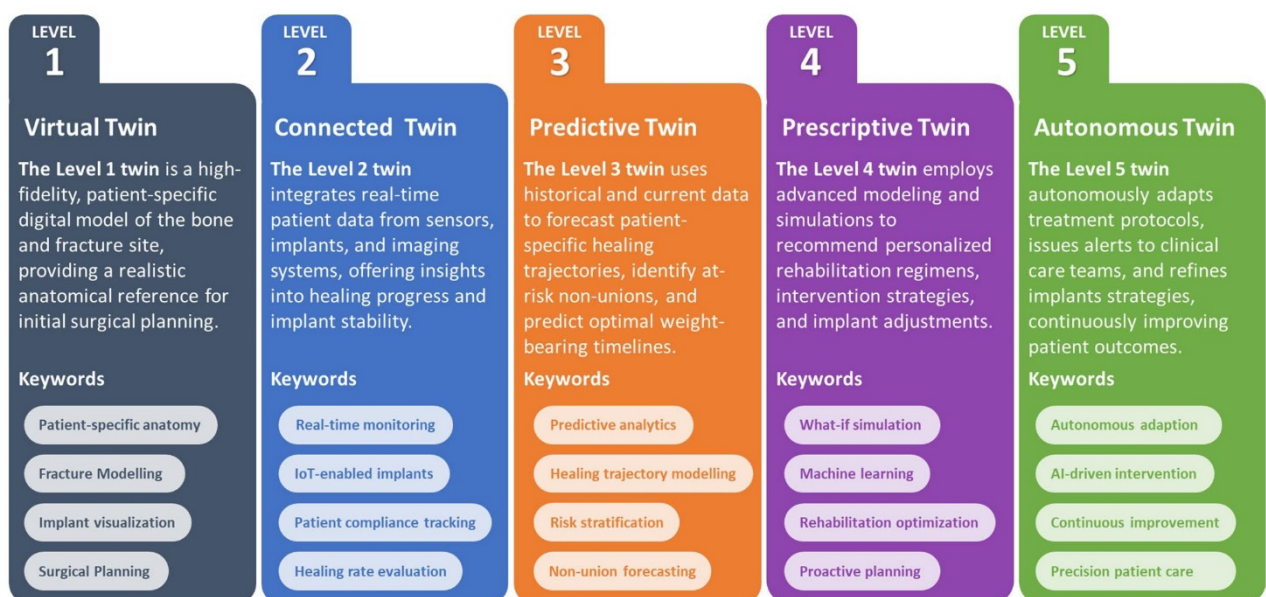 LEVEL
1
Virtual Twin
The Level 1 twin is a high-
fidelity, patient-specific
digital model of the bone
and fracture site,
providing a realistic
anatomical reference for
initial surgical planning.
Keywords
Patient-specific anatomy
Fracture Modelling
Implant visualization
Surgical Planning
LEVEL
2
Connected Twin
The Level 2 twin
integrates real-time
patient data from sensors,
implants, and imaging
systems, offering insights
into healing progress and
implant stability.
Keywords
Real-time monitoring
IoT-enabled implants
Patient compliance tracking
Healing rate evaluation
LEVEL
3
Predictive Twin
The Level 3 twin uses
historical and current data
to forecast patient-
specific healing
trajectories, identify at-
risk non-unions, and
predict optimal weight-
bearing timelines.
Keywords
Predictive analytics
Healing trajectory modelling
Risk stratification
Non-union forecasting
LEVEL
4
Prescriptive Twin
The Level 4 twin employs
advanced modeling and
simulations to
recommend personalized
rehabilitation regimens,
intervention strategies,
and implant adjustments.
Keywords
What-if simulation
Machine learning
Rehabilitation optimization
Proactive planning
LEVEL
5
Autonomous Twin
The Level 5 twin
autonomously adapts
treatment protocols,
issues alerts to clinical
care teams, and refines
implants strategies,
continuously improving
patient outcomes.
Keywords
Autonomous adaption
AI-driven intervention
Continuous improvement
Precision patient care